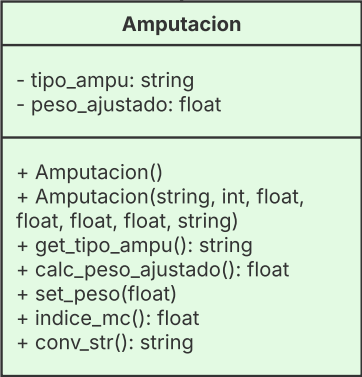 Amputacion
- tipo_ampu: string
- peso_ajustado: float
+ Amputacion()
+ Amputacion(string, int, float,
float, float, float, string)
+ get_tipo_ampu(): string
+ calc_peso_ajustado(): float
+ set_peso(float)
+ indice_mc(): float
+ conv_str(): string